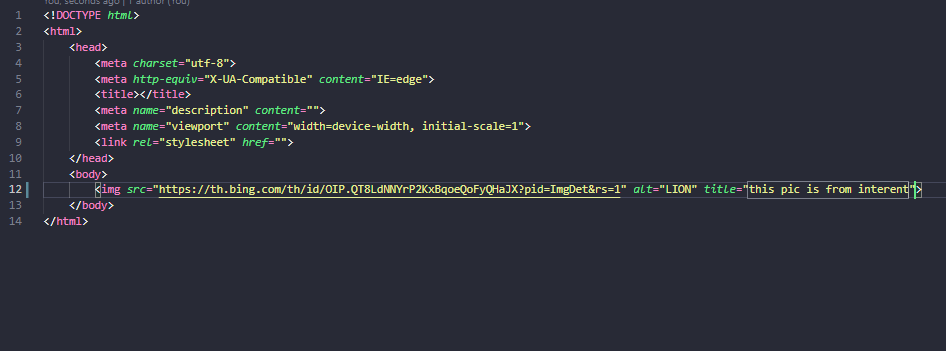 You, seconds ago | 1 author (You)
1 <!DOCTYPE html>
2 <html>
3 <head>
4 <meta charset="utf-8">
5 <meta http-equiv="X-UA-Compatible" content="IE=edge">
6 <title></title>
7 <meta name="description" content="">
8 <meta name="viewport" content="width=device-width, initial-scale=1">
9 <link rel="stylesheet" href="">
10 </head>
11 <body>
12 <img src="https://th.bing.com/th/id/OIP.QT8LdNNYrP2KxBqoeQoFyQHaJX?pid=ImgDet&rs=1" alt="LION" title="this pic is from interent">
13 </body>
14 </html>